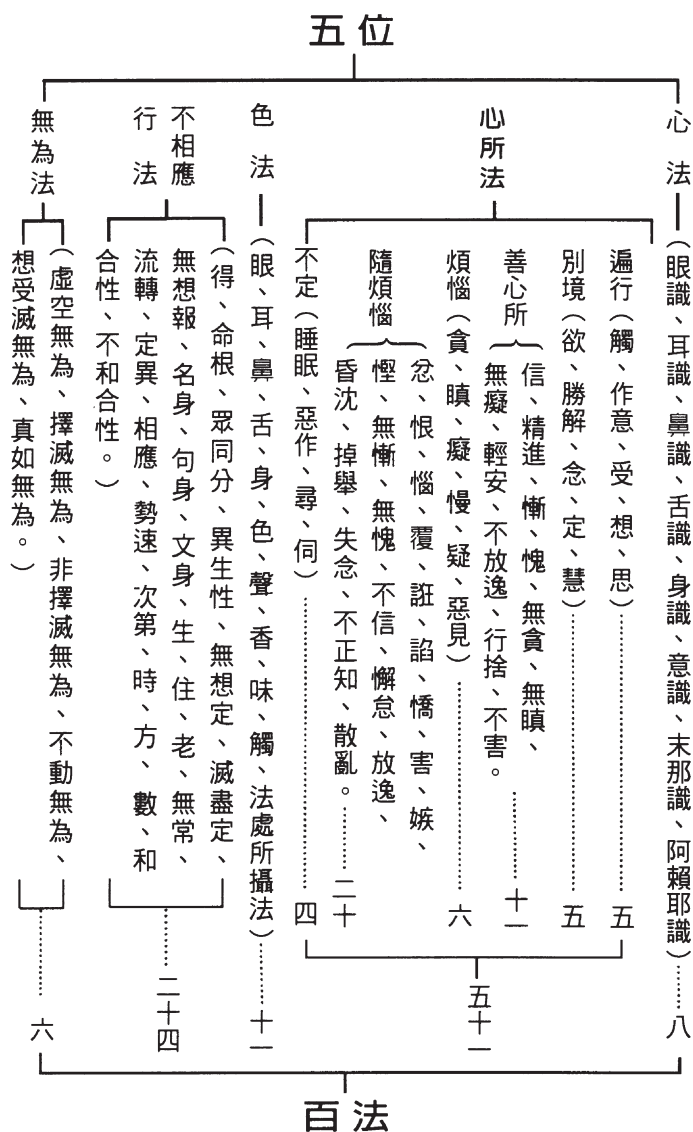 五位
心法
（眼識、耳識、鼻識、舌識、身識、意識、末那識、阿賴耶識）……八
心所法
遍行（觸、作意、受、想、思）……五
別境（欲、勝解、念、定、慧）……五
善心所
信、精進、慚、愧、無貪、無瞋、
無癡、輕安、不放逸、行捨、不害。……十一
煩惱（貪、瞋、癡、慢、疑、惡見）……六
隨煩惱
忿、恨、惱、覆、誑、諂、憍、害、嫉、
慳、無慚、無愧、不信、懈怠、放逸、
昏沈、掉舉、失念、不正知、散亂。……二十
不定（睡眠、惡作、尋、伺）……四
五十一
色法
（眼、耳、鼻、舌、身、色、聲、香、味、觸、法處所攝法）……十一
不相應
行法
（得、命根、眾同分、異生性、無想定、滅盡定、
無想報、名身、句身、文身、生、住、老、無常、
流轉、定異、相應、勢速、次第、時、方、數、和
合性、不和合性。）
……二十四
無為法
（虛空無為、擇滅無為、非擇滅無為、不動無為、
想受滅無為、真如無為。）
……六
百法